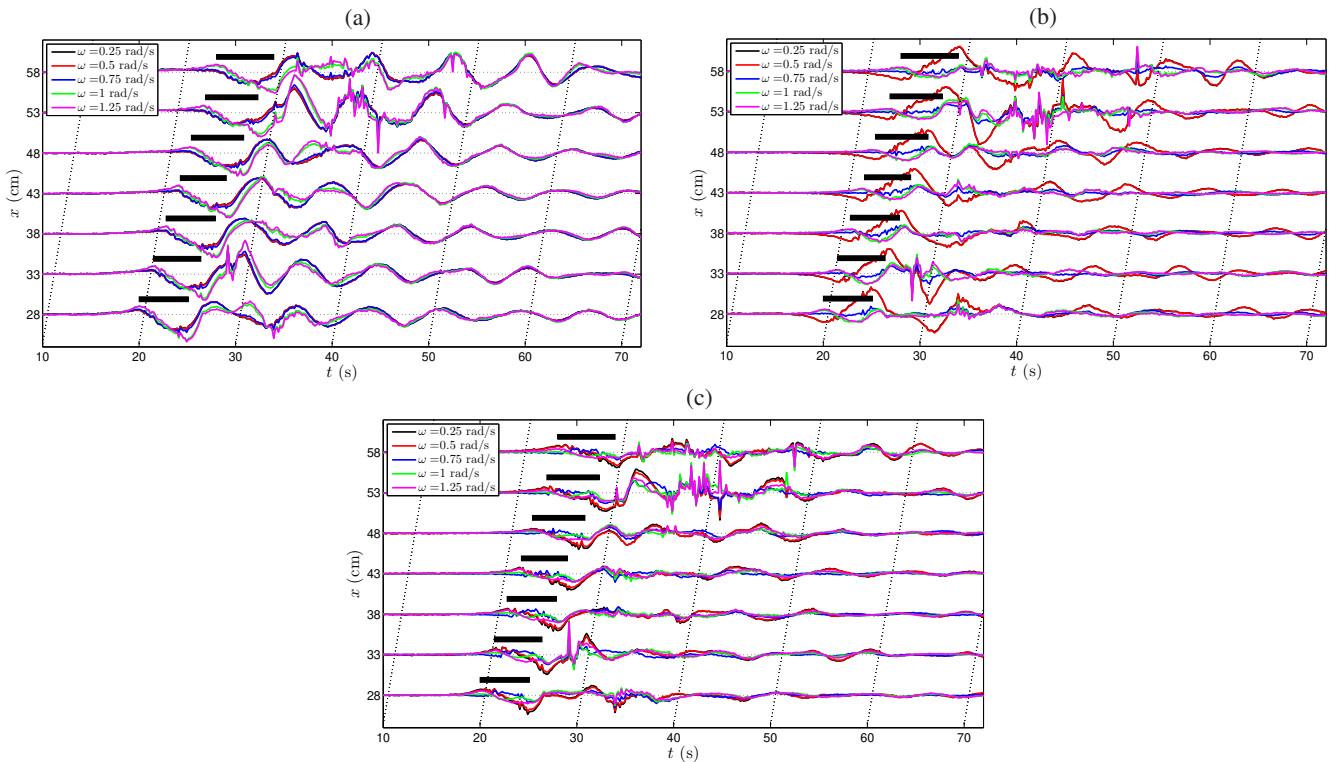 (a)
ω =0.25 rad/s
ω =0.5 rad/s
ω =0.75 rad/s
ω =1 rad/s
ω =1.25 rad/s
x (cm)
58
53
48
43
38
33
28
10 20 30 40 50 60 70
t (s)
(b)
ω =0.25 rad/s
ω =0.5 rad/s
ω =0.75 rad/s
ω =1 rad/s
ω =1.25 rad/s
x (cm)
58
53
48
43
38
33
28
10 20 30 40 50 60 70
t (s)
(c)
ω =0.25 rad/s
ω =0.5 rad/s
ω =0.75 rad/s
ω =1 rad/s
ω =1.25 rad/s
x (cm)
58
53
48
43
38
33
28
10 20 30 40 50 60 70
t (s)